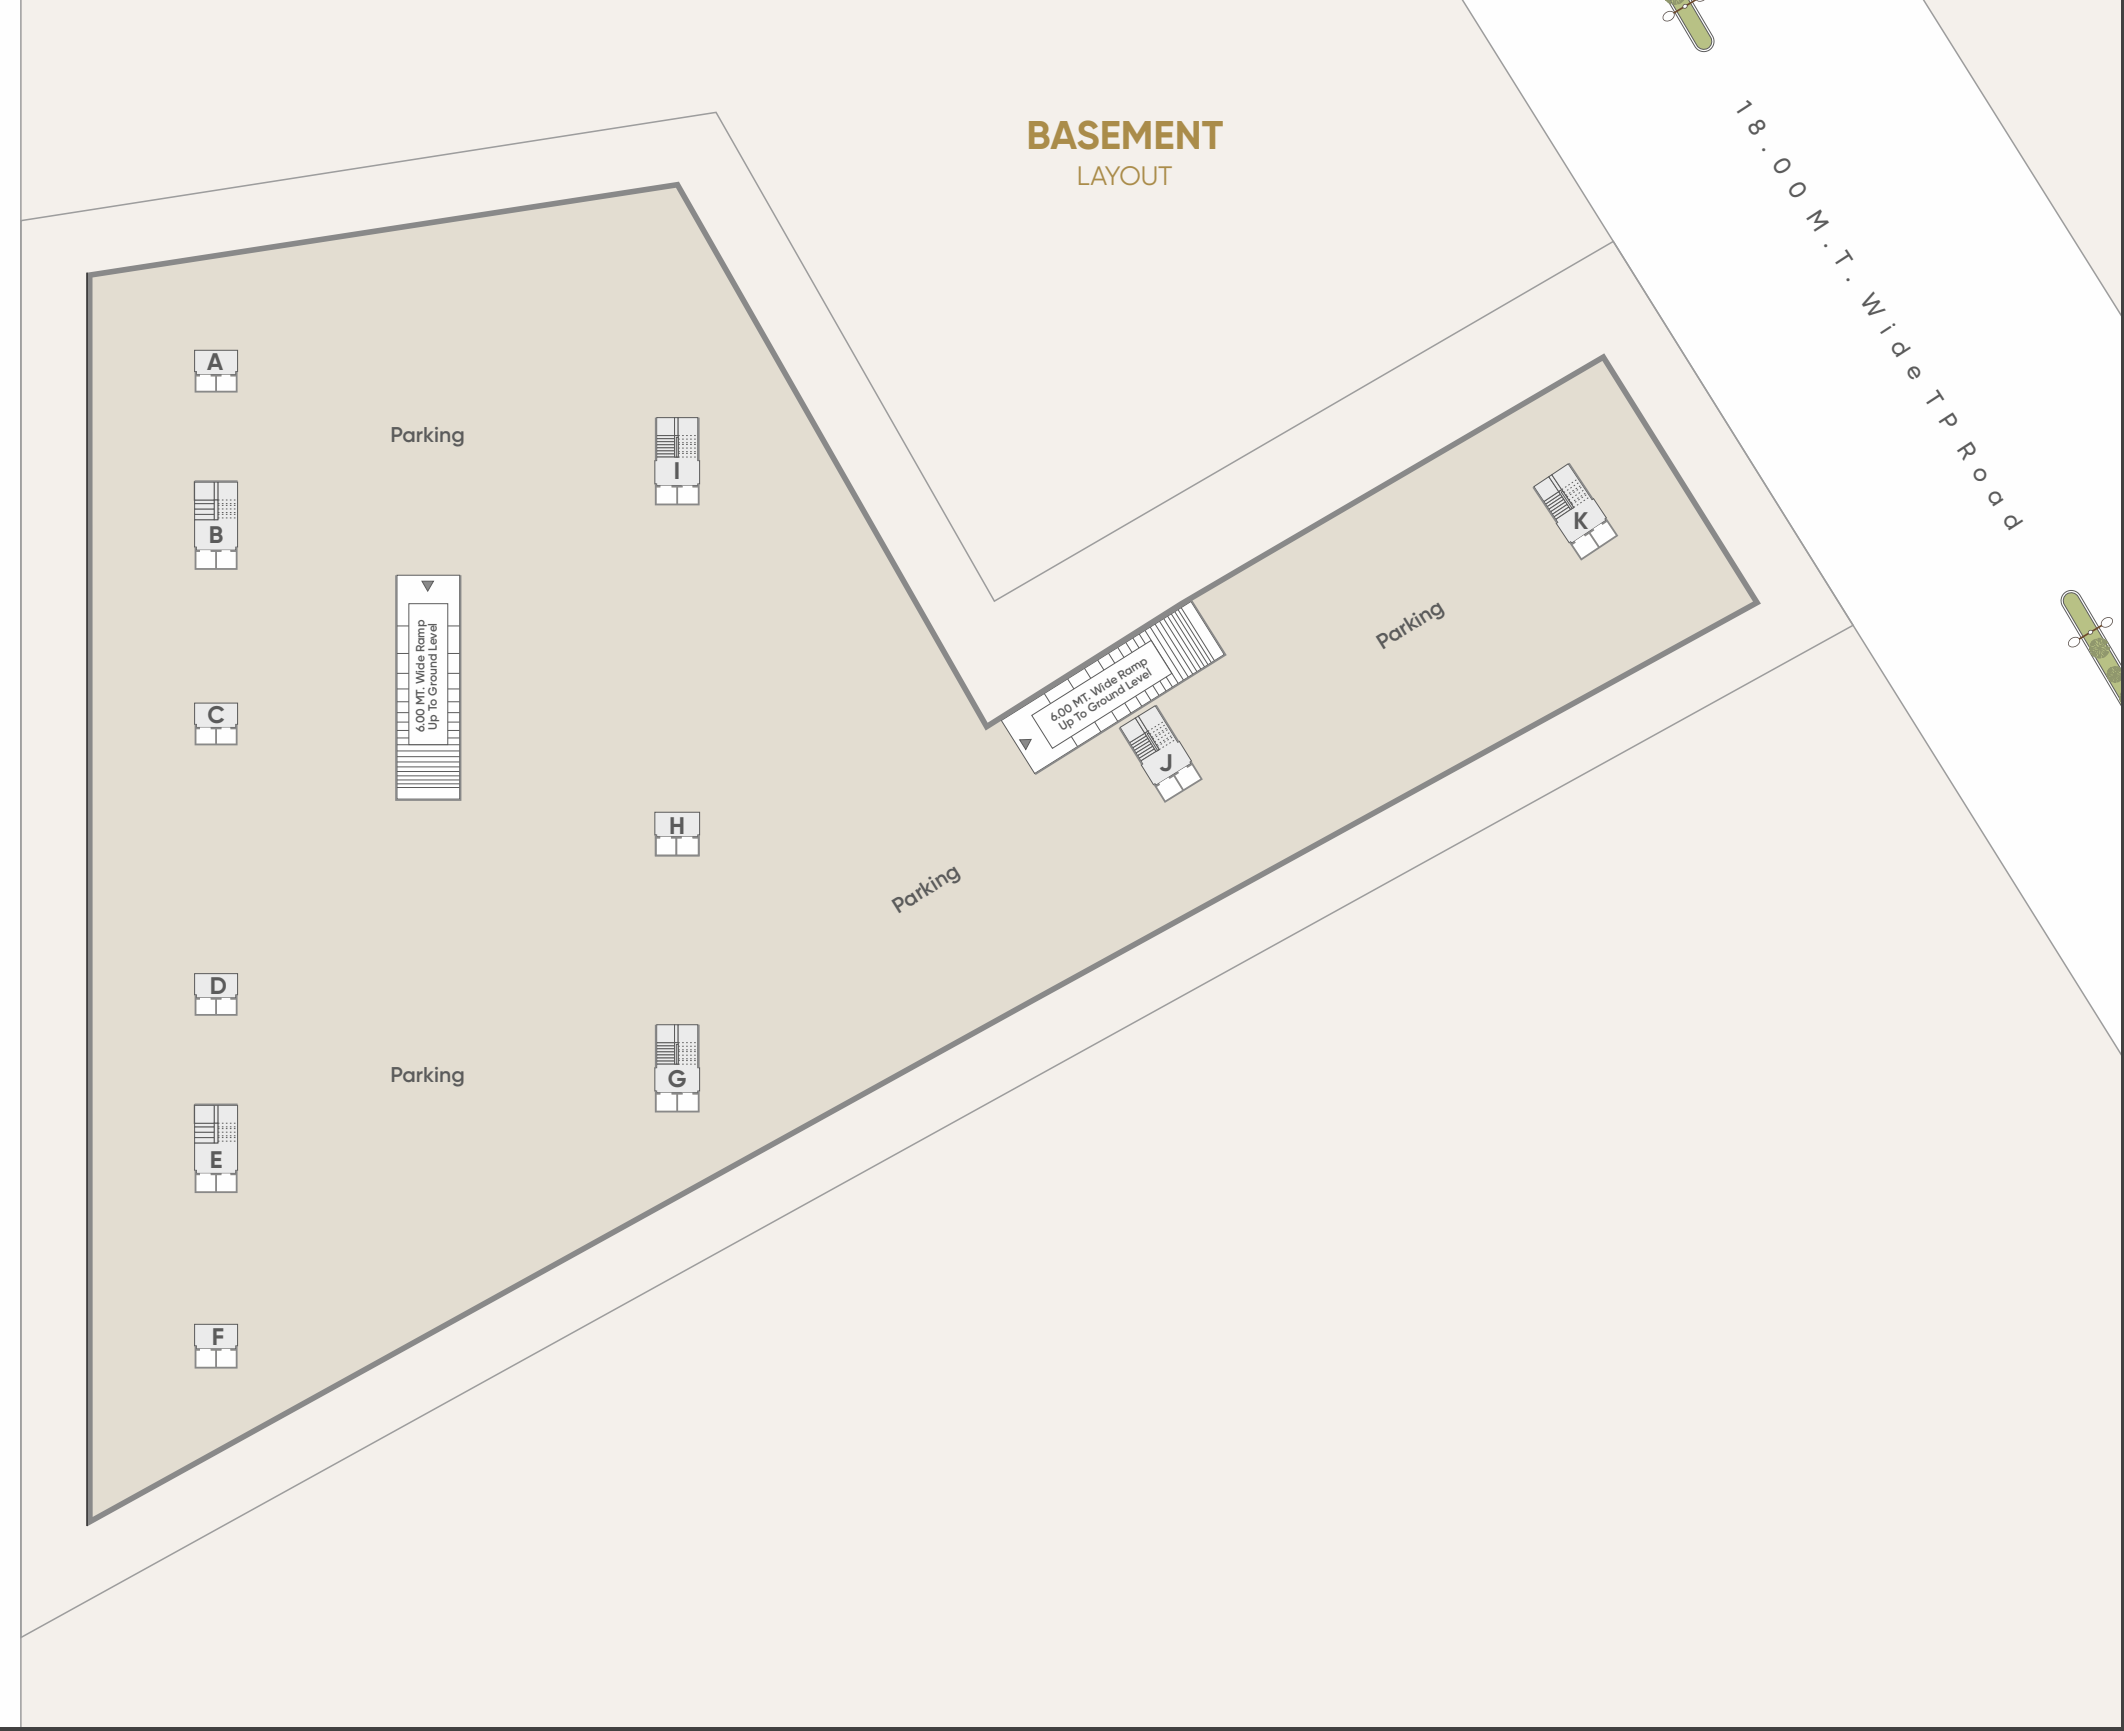 BASEMENT
LAYOUT
18.00 M.T. Wide TP Road
A
Parking
I
B
K
6.00 MT. Wide Ramp
Up To Ground Level
Parking
6.00 MT. Wide Ramp
Up To Ground Level
C
J
H
Parking
D
Parking
G
E
F